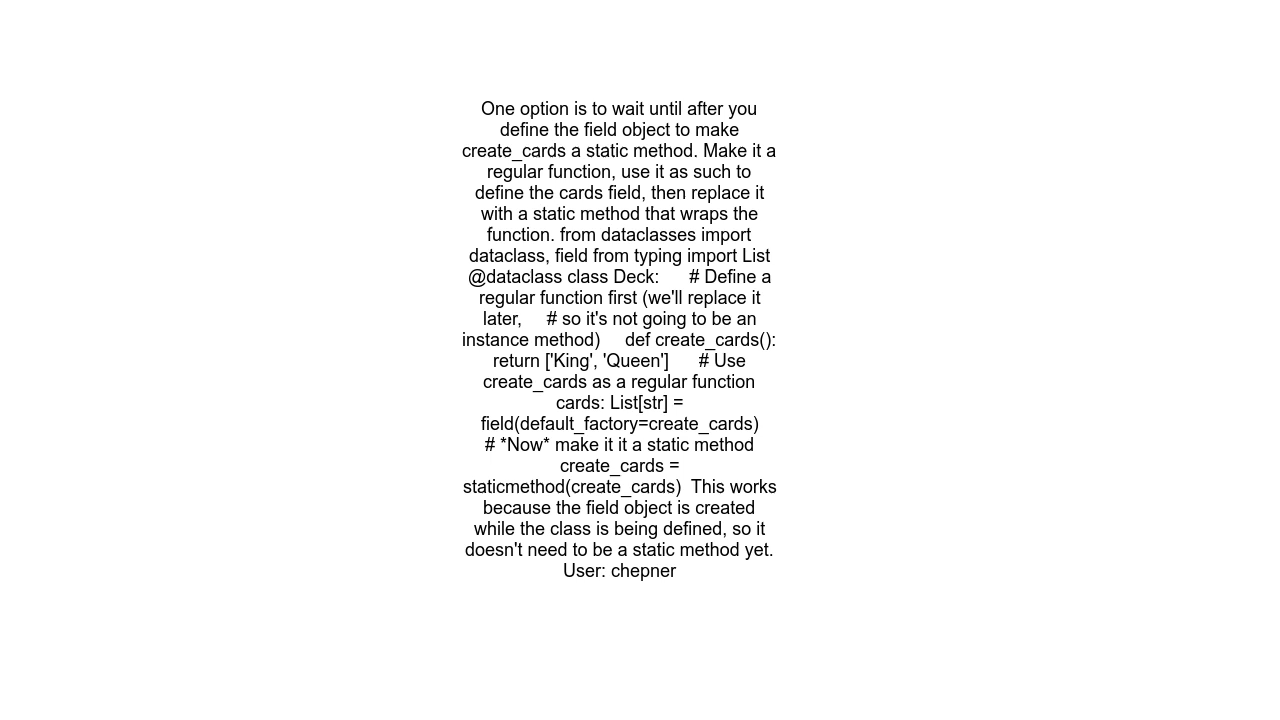 One option is to wait until after you
define the field object to make
create_cards a static method. Make it a
regular function, use it as such to
define the cards field, then replace it
with a static method that wraps the
function. from dataclasses import
dataclass, field from typing import List
@dataclass class Deck:      # Define a
regular function first (we'll replace it
later,     # so it's not going to be an
instance method)     def create_cards():
return ['King', 'Queen']      # Use
create_cards as a regular function
cards: List[str] =
field(default_factory=create_cards)
# *Now* make it it a static method
create_cards =
staticmethod(create_cards)  This works
because the field object is created
while the class is being defined, so it
doesn't need to be a static method yet.
User: chepner